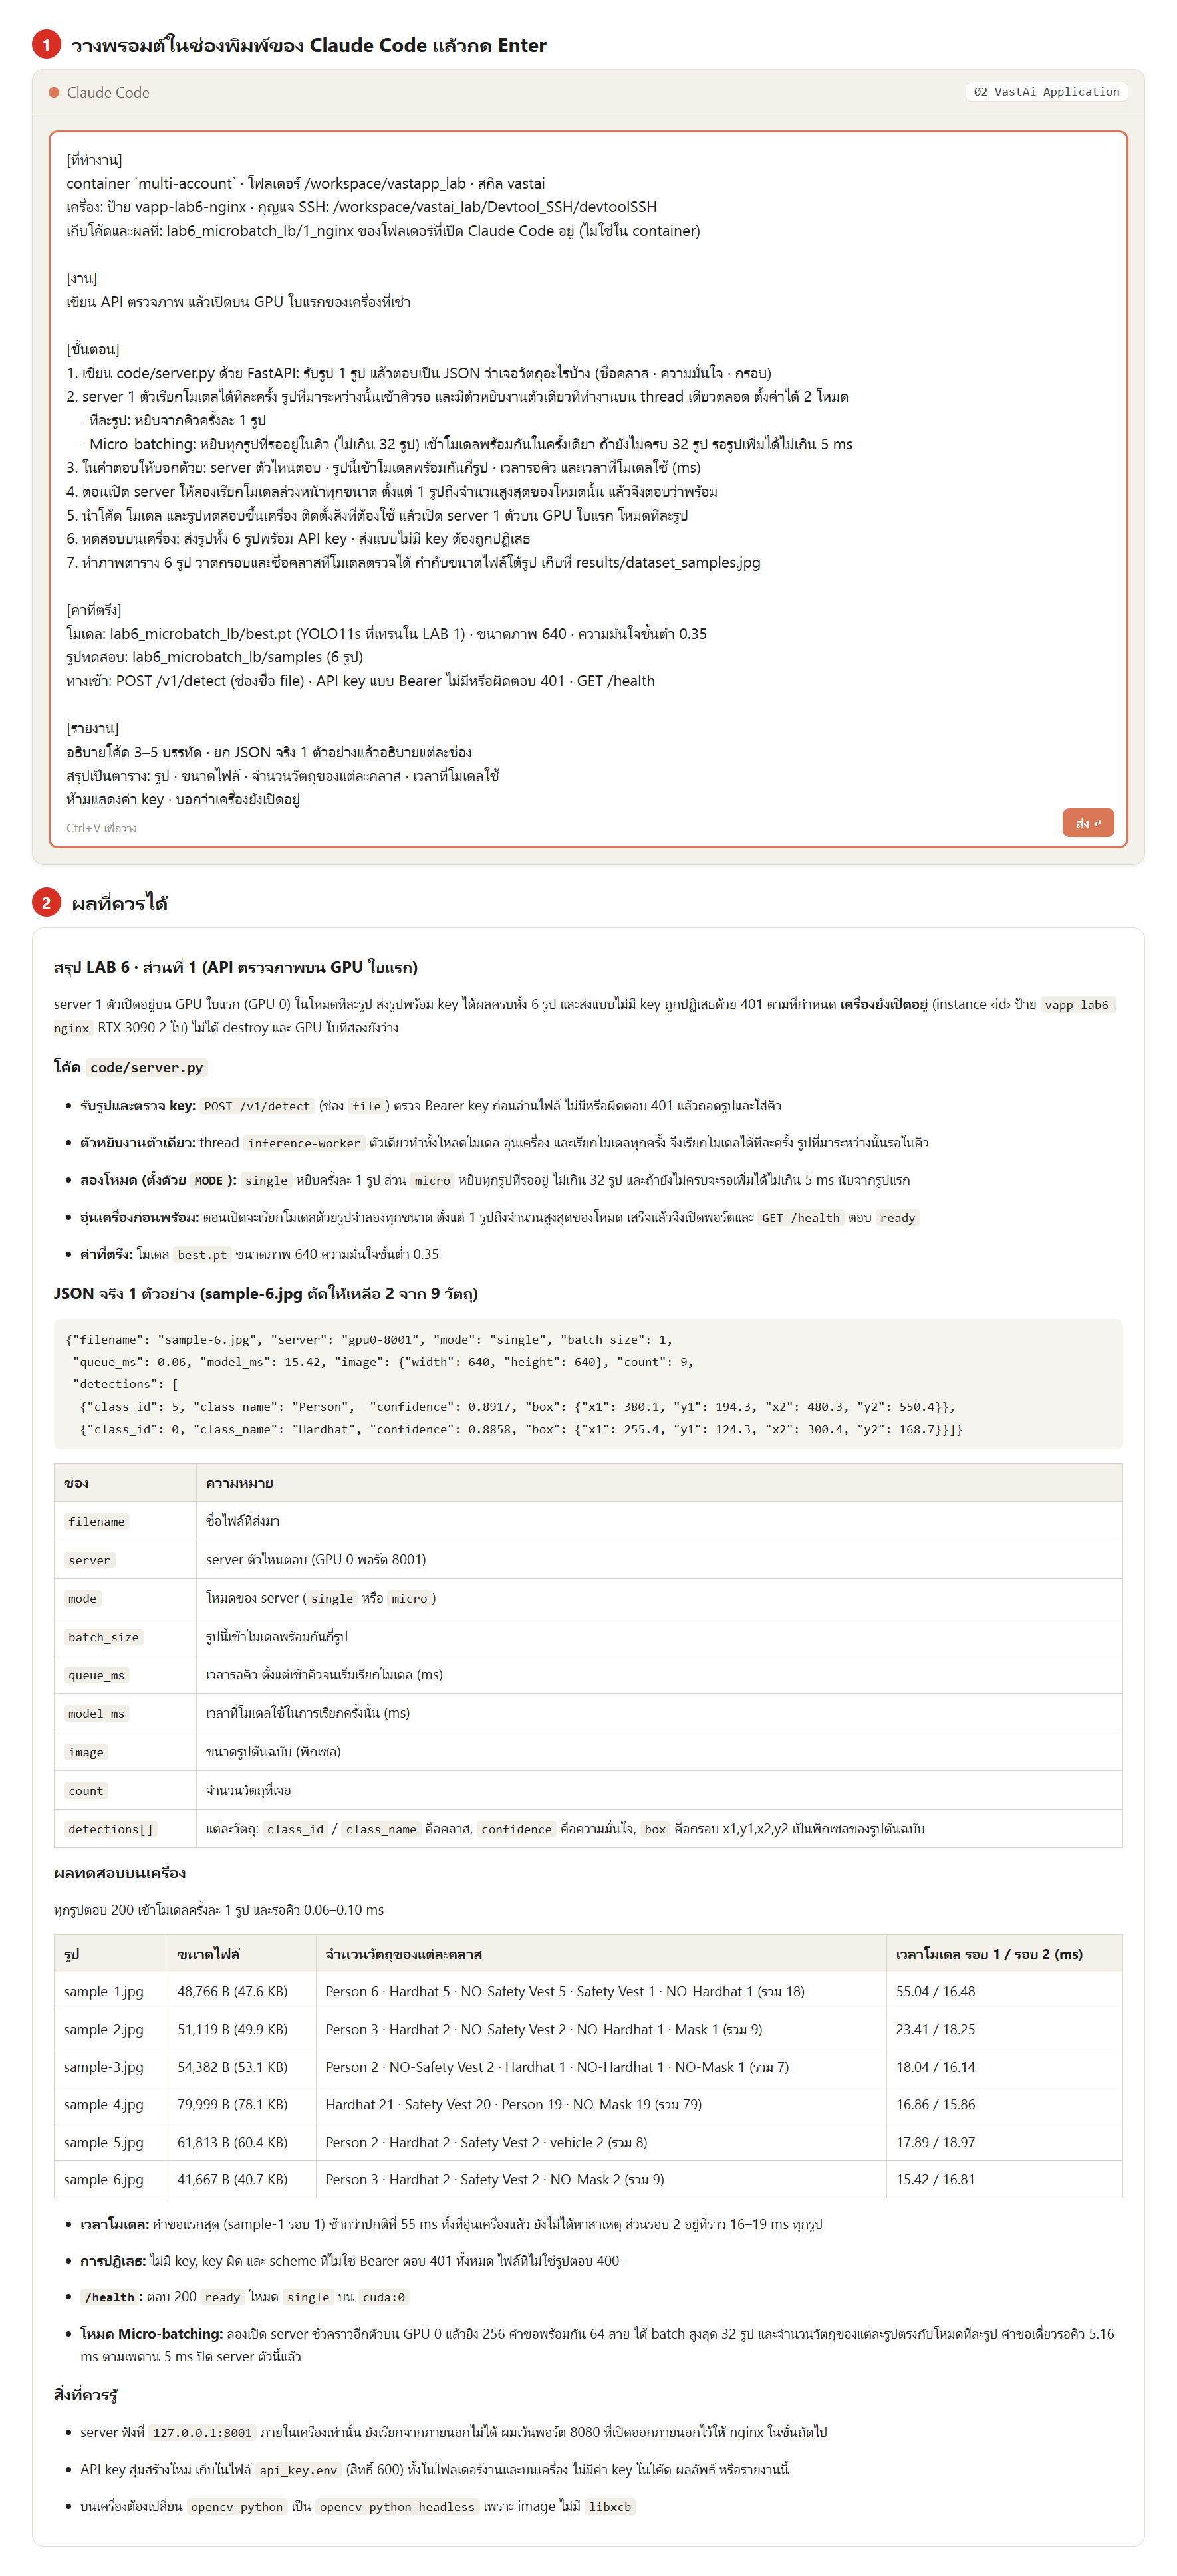 1 วางพรอมต์ในช่องพิมพ์ของ Claude Code แล้วกด Enter
Claude Code
02_VastAi_Application
[ที่ทำงาน]
container `multi-account` · โฟลเดอร์ /workspace/vastapp_lab · สกิล vastai
เครื่อง: ป้าย vapp-lab6-nginx · กุญแจ SSH: /workspace/vastai_lab/Devtool_SSH/devtoolSSH
เก็บโค้ดและผลที่: lab6_microbatch_lb/1_nginx ของโฟลเดอร์ที่เปิด Claude Code อยู่ (ไม่ใช่ใน container)
[งาน]
เขียน API ตรวจภาพ แล้วเปิดบน GPU ใบแรกของเครื่องที่เช่า
[ขั้นตอน]
1. เขียน code/server.py ด้วย FastAPI: รับรูป 1 รูป แล้วตอบเป็น JSON ว่าเจอวัตถุอะไรบ้าง (ชื่อคลาส · ความมั่นใจ · กรอบ)
2. server 1 ตัวเรียกโมเดลได้ทีละครั้ง รูปที่มาระหว่างนั้นเข้าคิวรอ และมีตัวหยิบงานตัวเดียวที่ทำงานบน thread เดียวตลอด ตั้งค่าได้ 2 โหมด
- ทีละรูป: หยิบจากคิวครั้งละ 1 รูป
- Micro-batching: หยิบทุกรูปที่รออยู่ในคิว (ไม่เกิน 32 รูป) เข้าโมเดลพร้อมกันในครั้งเดียว ถ้ายังไม่ครบ 32 รูป รอรูปเพิ่มได้ไม่เกิน 5 ms
3. ในคำตอบให้บอกด้วย: server ตัวไหนตอบ · รูปนี้เข้าโมเดลพร้อมกันกี่รูป · เวลารอคิว และเวลาที่โมเดลใช้ (ms)
4. ตอนเปิด server ให้ลองเรียกโมเดลล่วงหน้าทุกขนาด ตั้งแต่ 1 รูปถึงจำนวนสูงสุดของโหมดนั้น แล้วจึงตอบว่าพร้อม
5. นำโค้ด โมเดล และรูปทดสอบขึ้นเครื่อง ติดตั้งสิ่งที่ต้องใช้ แล้วเปิด server 1 ตัวบน GPU ใบแรก โหมดทีละรูป
6. ทดสอบบนเครื่อง: ส่งรูปทั้ง 6 รูปพร้อม API key · ส่งแบบไม่มี key ต้องถูกปฏิเสธ
7. ทำภาพตาราง 6 รูป วาดกรอบและชื่อคลาสที่โมเดลตรวจได้ กำกับขนาดไฟล์ใต้รูป เก็บที่ results/dataset_samples.jpg
[ค่าที่ตรึง]
โมเดล: lab6_microbatch_lb/best.pt (YOLO11s ที่เทรนใน LAB 1) · ขนาดภาพ 640 · ความมั่นใจขั้นต่ำ 0.35
รูปทดสอบ: lab6_microbatch_lb/samples (6 รูป)
ทางเข้า: POST /v1/detect (ช่องชื่อ file) · API key แบบ Bearer ไม่มีหรือผิดตอบ 401 · GET /health
[รายงาน]
อธิบายโค้ด 3–5 บรรทัด · ยก JSON จริง 1 ตัวอย่างแล้วอธิบายแต่ละช่อง
สรุปเป็นตาราง: รูป · ขนาดไฟล์ · จำนวนวัตถุของแต่ละคลาส · เวลาที่โมเดลใช้
ห้ามแสดงค่า key · บอกว่าเครื่องยังเปิดอยู่
Ctrl+V เพื่อวาง
ส่ง ↵
2 ผลที่ควรได้
สรุป LAB 6 · ส่วนที่ 1 (API ตรวจภาพบน GPU ใบแรก)
server 1 ตัวเปิดอยู่บน GPU ใบแรก (GPU 0) ในโหมดทีละรูป ส่งรูปพร้อม key ได้ผลครบทั้ง 6 รูป และส่งแบบไม่มี key ถูกปฏิเสธด้วย 401 ตามที่กำหนด เครื่องยังเปิดอยู่ (instance ‹id› ป้าย vapp-lab6-
nginx RTX 3090 2 ใบ) ไม่ได้ destroy และ GPU ใบที่สองยังว่าง
โค้ด code/server.py
• รับรูปและตรวจ key: POST /v1/detect (ช่อง file) ตรวจ Bearer key ก่อนอ่านไฟล์ ไม่มีหรือผิดตอบ 401 แล้วถอดรูปและใส่คิว
• ตัวหยิบงานตัวเดียว: thread inference-worker ตัวเดียวทำทั้งโหลดโมเดล อุ่นเครื่อง และเรียกโมเดลทุกครั้ง จึงเรียกโมเดลได้ทีละครั้ง รูปที่มาระหว่างนั้นรอในคิว
• สองโหมด (ตั้งด้วย MODE): single หยิบครั้งละ 1 รูป ส่วน micro หยิบทุกรูปที่รออยู่ ไม่เกิน 32 รูป และถ้ายังไม่ครบจะรอเพิ่มได้ไม่เกิน 5 ms นับจากรูปแรก
• อุ่นเครื่องก่อนพร้อม: ตอนเปิดจะเรียกโมเดลด้วยรูปจำลองทุกขนาด ตั้งแต่ 1 รูปถึงจำนวนสูงสุดของโหมด เสร็จแล้วจึงเปิดพอร์ตและ GET /health ตอบ ready
• ค่าที่ตรึง: โมเดล best.pt ขนาดภาพ 640 ความมั่นใจขั้นต่ำ 0.35
JSON จริง 1 ตัวอย่าง (sample-6.jpg ตัดให้เหลือ 2 จาก 9 วัตถุ)
{"filename": "sample-6.jpg", "server": "gpu0-8001", "mode": "single", "batch_size": 1,
"queue_ms": 0.06, "model_ms": 15.42, "image": {"width": 640, "height": 640}, "count": 9,
"detections": [
{"class_id": 5, "class_name": "Person", "confidence": 0.8917, "box": {"x1": 380.1, "y1": 194.3, "x2": 480.3, "y2": 550.4}},
{"class_id": 0, "class_name": "Hardhat", "confidence": 0.8858, "box": {"x1": 255.4, "y1": 124.3, "x2": 300.4, "y2": 168.7}}]}
ช่อง ความหมาย
filename ชื่อไฟล์ที่ส่งมา
server server ตัวไหนตอบ (GPU 0 พอร์ต 8001)
mode โหมดของ server (single หรือ micro)
batch_size รูปนี้เข้าโมเดลพร้อมกันกี่รูป
queue_ms เวลารอคิว ตั้งแต่เข้าคิวจนเริ่มเรียกโมเดล (ms)
model_ms เวลาที่โมเดลใช้ในการเรียกครั้งนั้น (ms)
image ขนาดรูปต้นฉบับ (พิกเซล)
count จำนวนวัตถุที่เจอ
detections[] แต่ละวัตถุ: class_id / class_name คือคลาส, confidence คือความมั่นใจ, box คือกรอบ x1,y1,x2,y2 เป็นพิกเซลของรูปต้นฉบับ
ผลทดสอบบนเครื่อง
ทุกรูปตอบ 200 เข้าโมเดลครั้งละ 1 รูป และรอคิว 0.06–0.10 ms
รูป ขนาดไฟล์ จำนวนวัตถุของแต่ละคลาส เวลาโมเดล รอบ 1 / รอบ 2 (ms)
sample-1.jpg 48,766 B (47.6 KB) Person 6 · Hardhat 5 · NO-Safety Vest 5 · Safety Vest 1 · NO-Hardhat 1 (รวม 18) 55.04 / 16.48
sample-2.jpg 51,119 B (49.9 KB) Person 3 · Hardhat 2 · NO-Safety Vest 2 · NO-Hardhat 1 · Mask 1 (รวม 9) 23.41 / 18.25
sample-3.jpg 54,382 B (53.1 KB) Person 2 · NO-Safety Vest 2 · Hardhat 1 · NO-Hardhat 1 · NO-Mask 1 (รวม 7) 18.04 / 16.14
sample-4.jpg 79,999 B (78.1 KB) Hardhat 21 · Safety Vest 20 · Person 19 · NO-Mask 19 (รวม 79) 16.86 / 15.86
sample-5.jpg 61,813 B (60.4 KB) Person 2 · Hardhat 2 · Safety Vest 2 · vehicle 2 (รวม 8) 17.89 / 18.97
sample-6.jpg 41,667 B (40.7 KB) Person 3 · Hardhat 2 · Safety Vest 2 · NO-Mask 2 (รวม 9) 15.42 / 16.81
• เวลาโมเดล: คำขอแรกสุด (sample-1 รอบ 1) ช้ากว่าปกติที่ 55 ms ทั้งที่อุ่นเครื่องแล้ว ยังไม่ได้หาสาเหตุ ส่วนรอบ 2 อยู่ที่ราว 16–19 ms ทุกรูป
• การปฏิเสธ: ไม่มี key, key ผิด และ scheme ที่ไม่ใช่ Bearer ตอบ 401 ทั้งหมด ไฟล์ที่ไม่ใช่รูปตอบ 400
• /health: ตอบ 200 ready โหมด single บน cuda:0
• โหมด Micro-batching: ลองเปิด server ชั่วคราวอีกตัวบน GPU 0 แล้วยิง 256 คำขอพร้อมกัน 64 สาย ได้ batch สูงสุด 32 รูป และจำนวนวัตถุของแต่ละรูปตรงกับโหมดทีละรูป คำขอเดี่ยวรอคิว 5.16
ms ตามเพดาน 5 ms ปิด server ตัวนี้แล้ว
สิ่งที่ควรรู้
• server ฟังที่ 127.0.0.1:8001 ภายในเครื่องเท่านั้น ยังเรียกจากภายนอกไม่ได้ ผมเว้นพอร์ต 8080 ที่เปิดออกภายนอกไว้ให้ nginx ในขั้นถัดไป
• API key สุ่มสร้างใหม่ เก็บในไฟล์ api_key.env (สิทธิ์ 600) ทั้งในโฟลเดอร์งานและบนเครื่อง ไม่มีค่า key ในโค้ด ผลลัพธ์ หรือรายงานนี้
• บนเครื่องต้องเปลี่ยน opencv-python เป็น opencv-python-headless เพราะ image ไม่มี libxcb